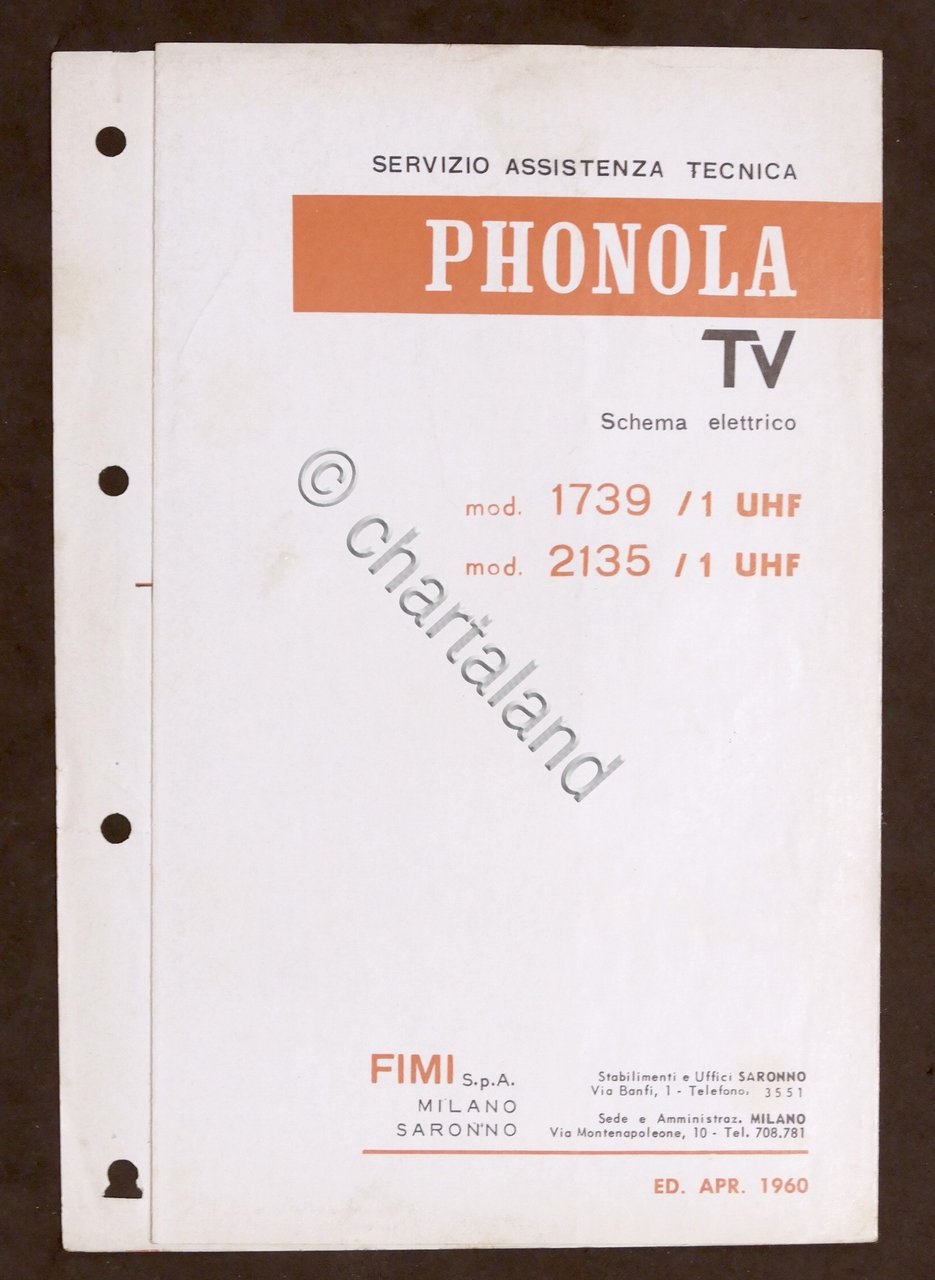 SERVIZIO ASSISTENZA TECNICA
PHONOLA
TV
Schema elettrico
mod. 1739 /1 UHF
mod. 2135 /1 UHF
© chartaland
FIMI S.p.A.
MILANO
SARONNO
Stabilimenti e Uffici SARONNO
Via Banfi, 1 - Telefono. 3551
Sede e Amministraz. MILANO
Via Montenapoleone, 10 - Tel. 708.781
ED. APR. 1960